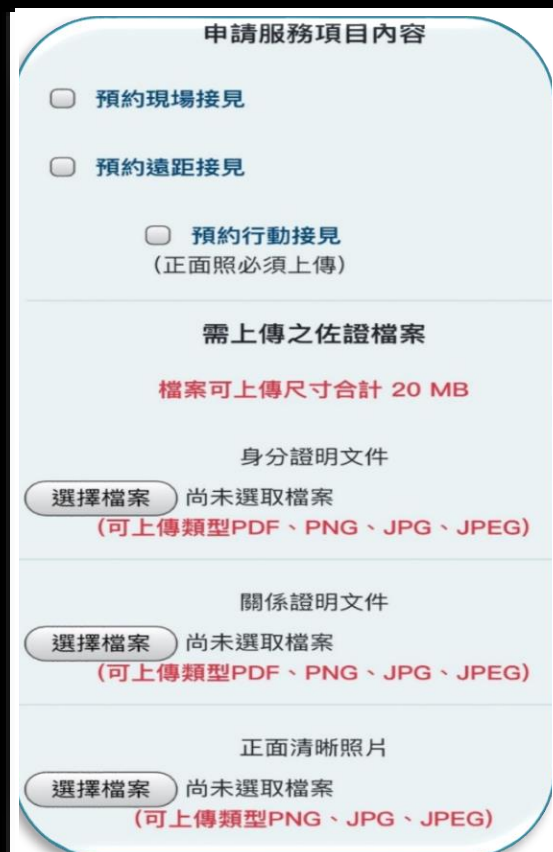 申請服務項目內容
預約現場接見
預約遠距接見
預約行動接見
(正面照必須上傳)
需上傳之佐證檔案
檔案可上傳尺寸合計 20 MB
身分證明文件
選擇檔案 尚未選取檔案
(可上傳類型PDF、PNG、JPG、JPEG)
關係證明文件
選擇檔案 尚未選取檔案
(可上傳類型PDF、PNG、JPG、JPEG)
正面清晰照片
選擇檔案 尚未選取檔案
(可上傳類型PNG、JPG、JPEG)